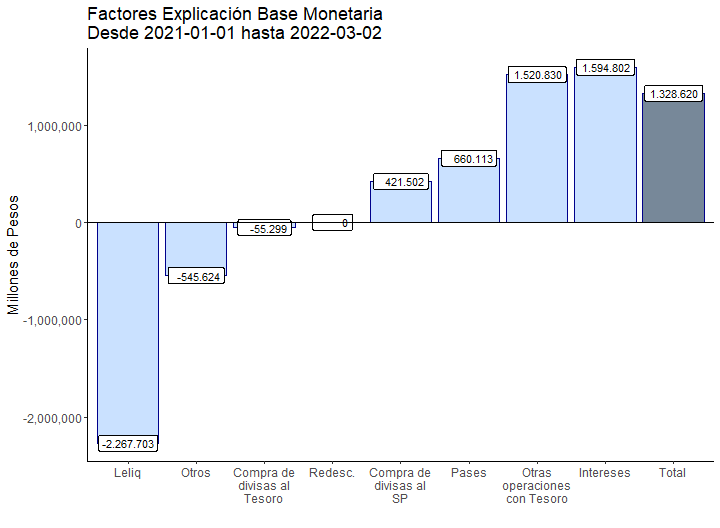 Factores Explicación Base Monetaria
Desde 2021-01-01 hasta 2022-03-02
Millones de Pesos
1,000,000
0
-1,000,000
-2,000,000
-2.267.703
-545.624
-55.299
0
421.502
660.113
1.520.830
1.594.802
1.328.620
Leliq
Otros
Compra de
divisas al
Tesoro
Redesc.
Compra de
divisas al
SP
Pases
Otras
operaciones
con Tesoro
Intereses
Total